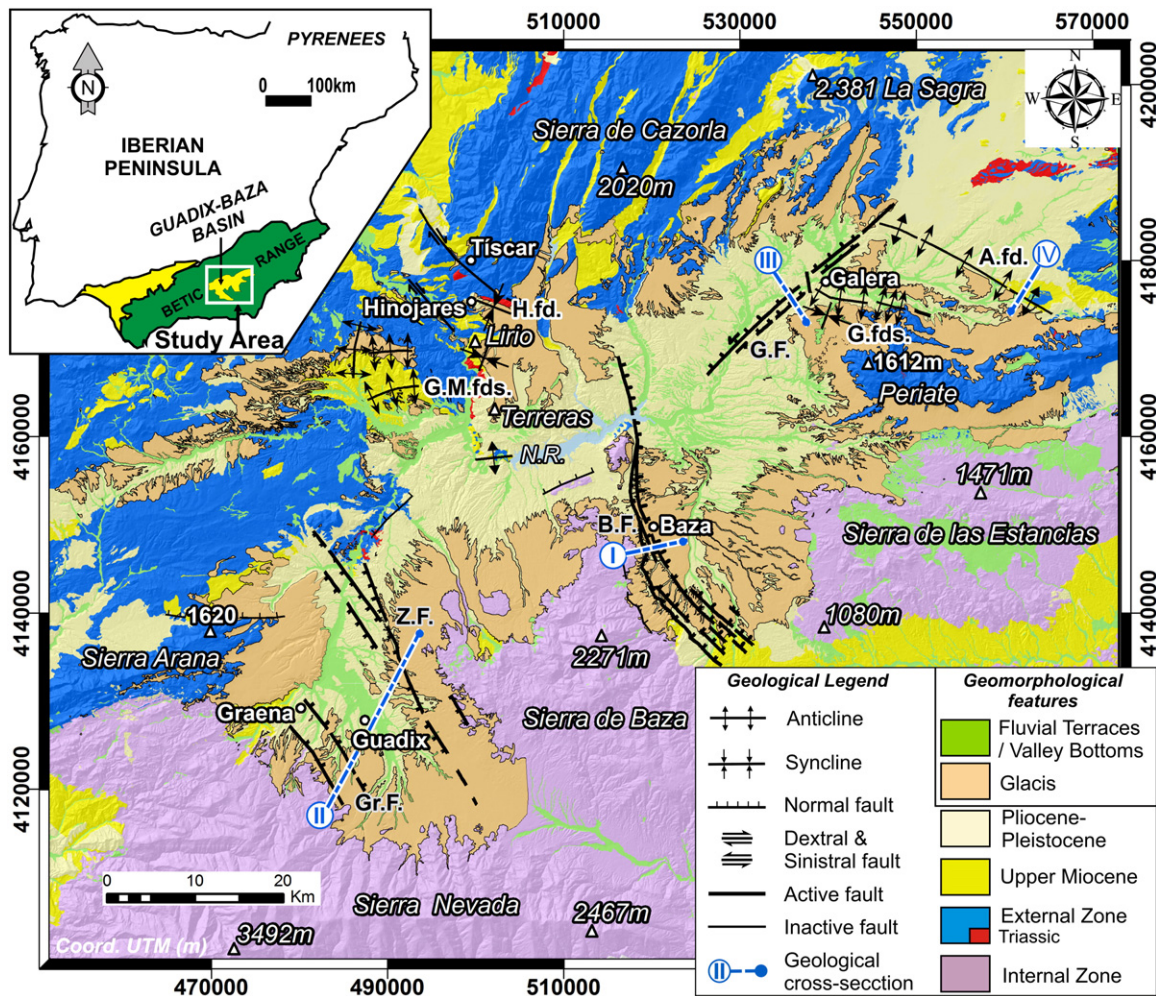 510000
530000
550000
570000
PYRENEES
0 100km
N
IBERIAN
PENINSULA
GUADIX-BAZA
BASIN
BETIC RANGE
Study Area
N
W E
S
2.381 La Sagra
Sierra de Cazorla
2020m
4200000
4180000
4160000
4140000
Tiscar
Hinojares
H.fd.
Lirio
G.M.fds.
Terreras
N.R.
III
Galera
A.fd.
IV
G.F.
G.fds.
1612m
Periate
4160000
4140000
4120000
1471m
Sierra de las Estancias
B.F.
Baza
I
1080m
1620
Sierra Arana
Z.F.
2271m
Sierra de Baza
Graena
Guadix
II
Gr.F.
0 10 20
Km
Sierra Nevada
3492m
2467m
Coord. UTM (m)
470000
490000
510000
Geological Legend
Anticline
Syncline
Normal fault
Dextral &
Sinistral fault
Active fault
Inactive fault
II
Geological
cross-secction
Geomorphological
features
Fluvial Terraces
/ Valley Bottoms
Glacis
Pliocene-
Pleistocene
Upper Miocene
External Zone
Triassic
Internal Zone